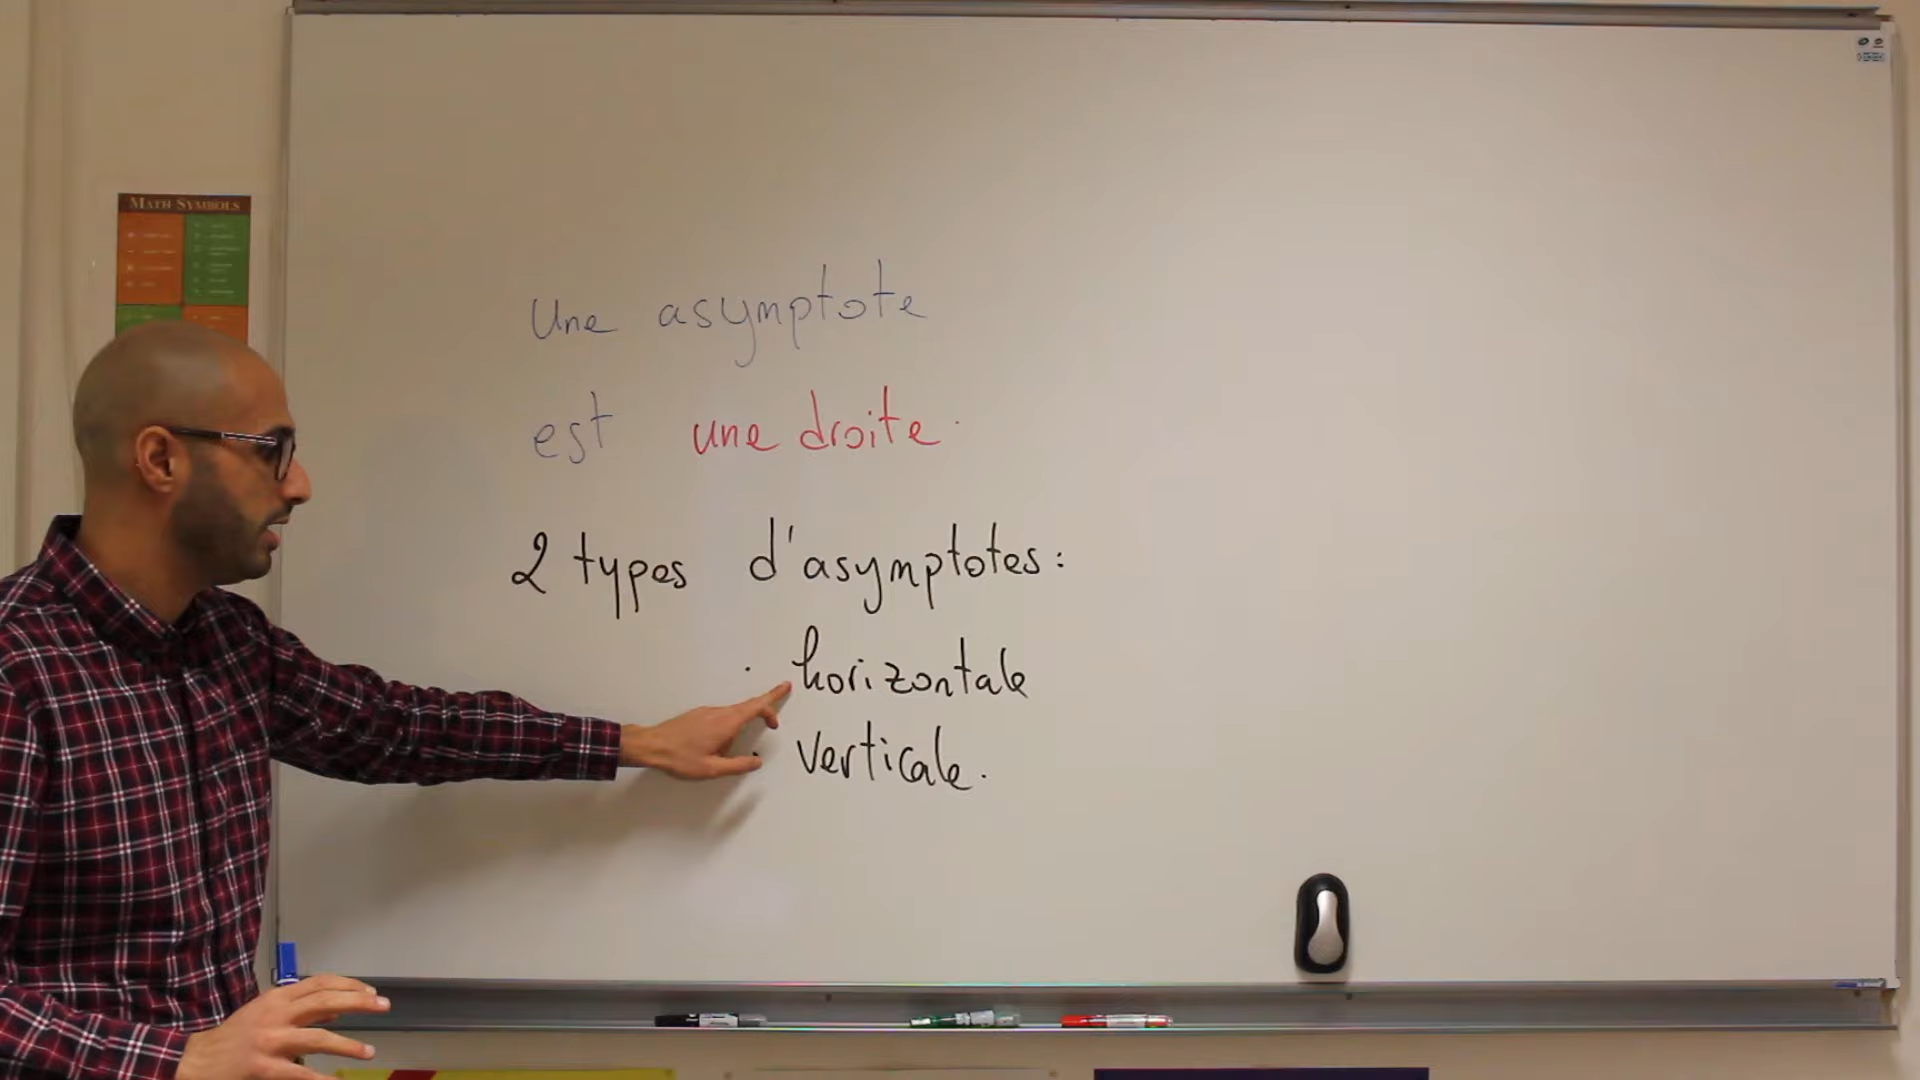 MATH SYMBOLS
Une asymptote
est une droite.
2 types d'asymptotes:
· horizontale
· verticale.